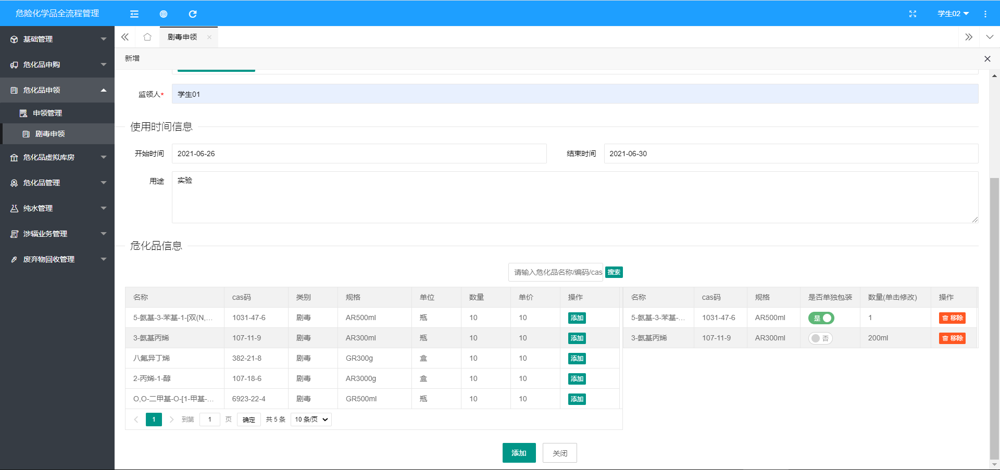 危险化学品全流程管理
学生02
基础管理
危化品申购
危化品申领
申领管理
剧毒申领
危化品虚拟库房
危化品管理
纯水管理
涉辐业务管理
废弃物回收管理
剧毒申领
新增
监领人* 学生01
使用时间信息
开始时间 2021-06-26 结束时间 2021-06-30
用途 实验
危化品信息
请输入危化品名称/编码/cas 搜索
名称 cas码 类别 规格 单位 数量 单价 操作
5-氨基-3-苯基-1-[双(N,... 1031-47-6 剧毒 AR500ml 瓶 10 10 添加
3-氨基丙烯 107-11-9 剧毒 AR300ml 瓶 10 10 添加
八氟异丁烯 382-21-8 剧毒 GR300g 盒 10 10 添加
2-丙烯-1-醇 107-18-6 剧毒 AR3000g 盒 10 10 添加
O,O-二甲基-O-[1-甲基-... 6923-22-4 剧毒 GR500ml 瓶 10 10 添加
1 到第 1 页 确定 共 5 条 10 条/页
名称 cas码 规格 是否单独包装 数量(单击修改) 操作
5-氨基-3-苯基-... 1031-47-6 AR500ml 是 1 移除
3-氨基丙烯 107-11-9 AR300ml 否 200ml 移除
添加 关闭